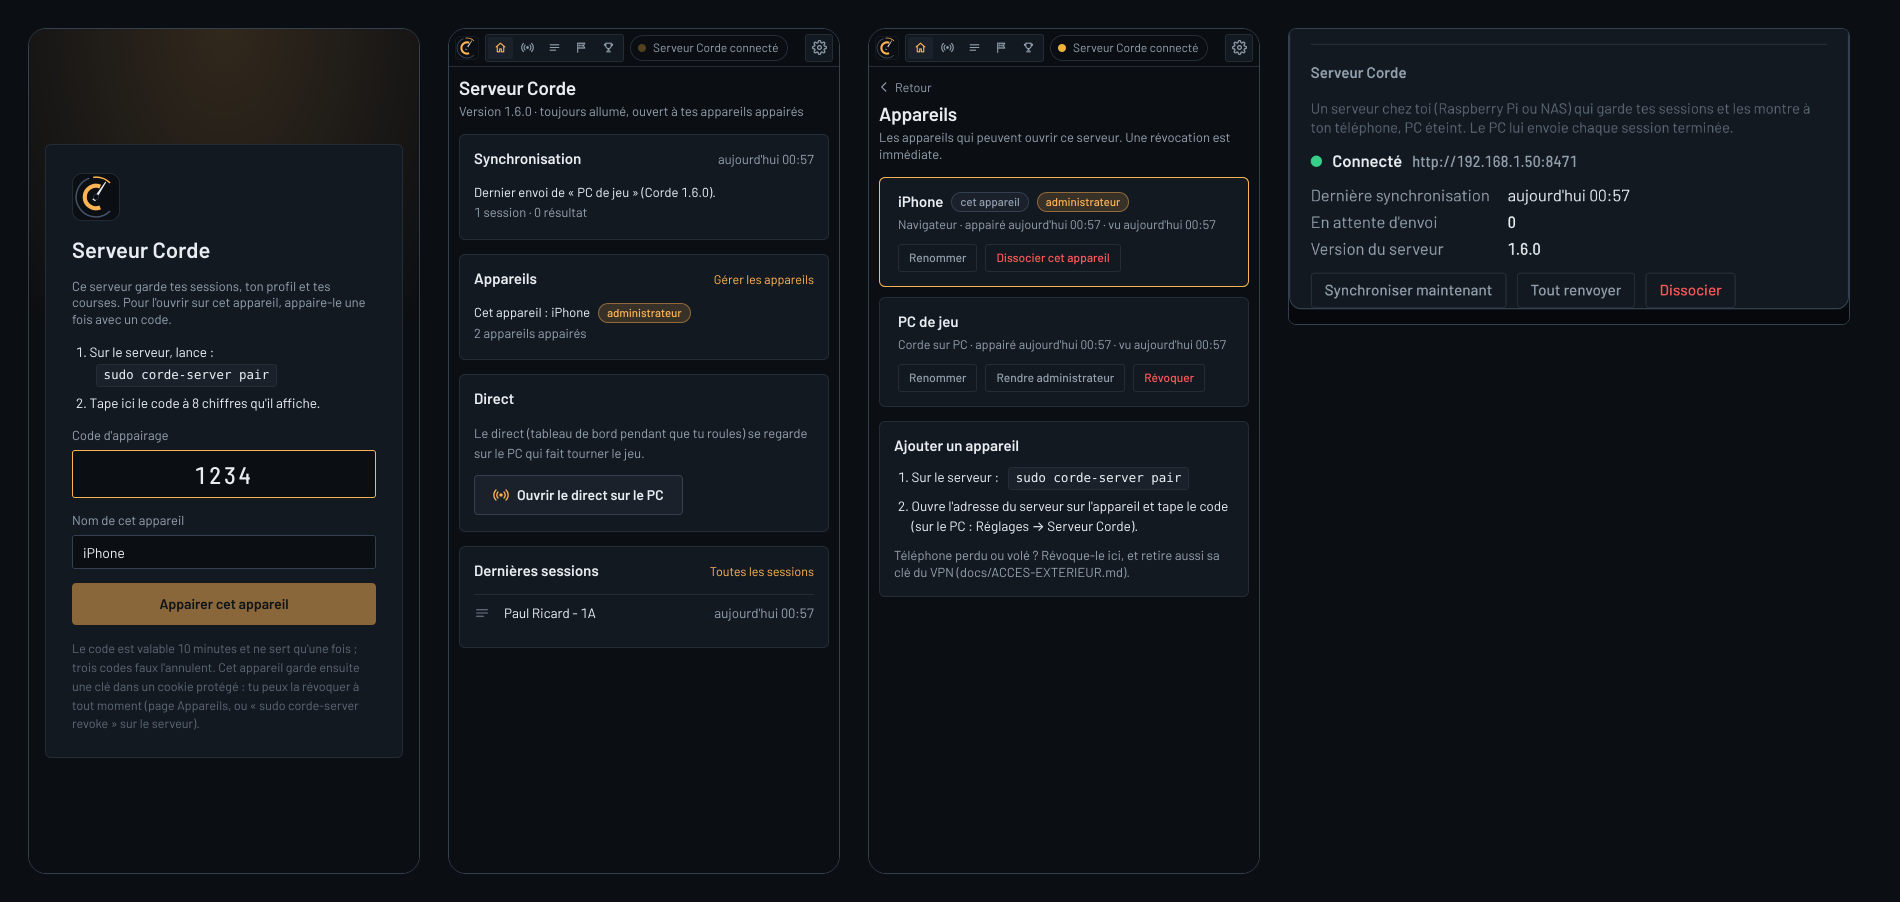 Serveur Corde
Ce serveur garde tes sessions, ton profil et tes
courses. Pour l'ouvrir sur cet appareil, appaire-le une
fois avec un code.
1. Sur le serveur, lance :
sudo corde-server pair
2. Tape ici le code à 8 chiffres qu'il affiche.
Code d'appairage
1234
Nom de cet appareil
iPhone
Appairer cet appareil
Le code est valable 10 minutes et ne sert qu'une fois ;
trois codes faux l'annulent. Cet appareil garde ensuite
une clé dans un cookie protégé : tu peux la révoquer à
tout moment (page Appareils, ou « sudo corde-server
revoke » sur le serveur).
Serveur Corde connecté
Serveur Corde
Version 1.6.0 · toujours allumé, ouvert à tes appareils appairés
Synchronisation aujourd'hui 00:57
Dernier envoi de « PC de jeu » (Corde 1.6.0).
1 session · 0 résultat
Appareils Gérer les appareils
Cet appareil : iPhone administrateur
2 appareils appairés
Direct
Le direct (tableau de bord pendant que tu roules) se regarde
sur le PC qui fait tourner le jeu.
Ouvrir le direct sur le PC
Dernières sessions Toutes les sessions
Paul Ricard - 1A aujourd'hui 00:57
Serveur Corde connecté
Retour
Appareils
Les appareils qui peuvent ouvrir ce serveur. Une révocation est
immédiate.
iPhone cet appareil administrateur
Navigateur · appairé aujourd'hui 00:57 · vu aujourd'hui 00:57
Renommer Dissocier cet appareil
PC de jeu
Corde sur PC · appairé aujourd'hui 00:57 · vu aujourd'hui 00:57
Renommer Rendre administrateur Révoquer
Ajouter un appareil
1. Sur le serveur : sudo corde-server pair
2. Ouvre l'adresse du serveur sur l'appareil et tape le code
(sur le PC : Réglages → Serveur Corde).
Téléphone perdu ou volé ? Révoque-le ici, et retire aussi sa
clé du VPN (docs/ACCES-EXTERIEUR.md).
Serveur Corde
Un serveur chez toi (Raspberry Pi ou NAS) qui garde tes sessions et les montre à
ton téléphone, PC éteint. Le PC lui envoie chaque session terminée.
Connecté http://192.168.1.50:8471
Dernière synchronisation aujourd'hui 00:57
En attente d'envoi 0
Version du serveur 1.6.0
Synchroniser maintenant Tout renvoyer Dissocier